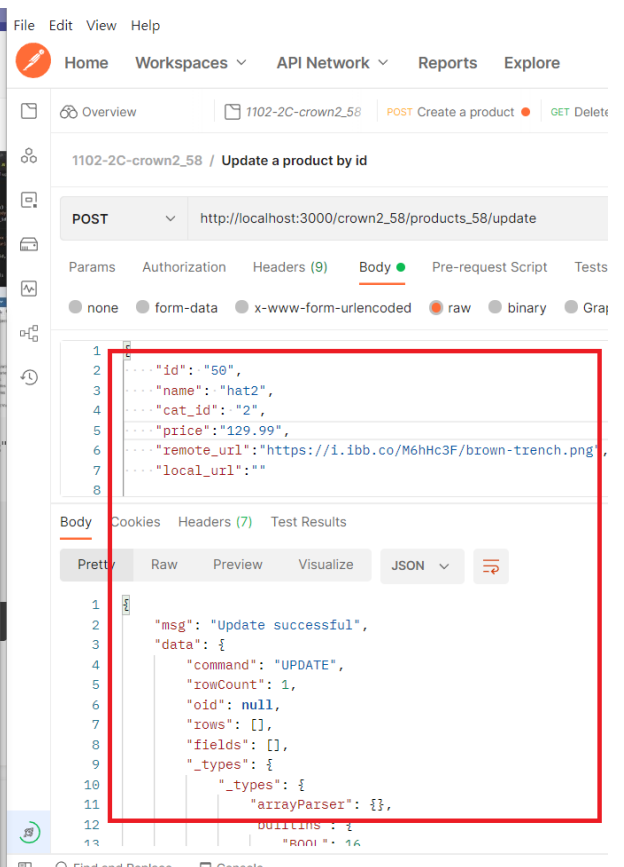 File Edit View Help
Home Workspaces API Network Reports Explore
Overview 1102-2C-crown2_58 POST Create a product GET Delete
1102-2C-crown2_58 / Update a product by id
POST http://localhost:3000/crown2_58/products_58/update
Params Authorization Headers (9) Body Pre-request Script Tests
none form-data x-www-form-urlencoded raw binary Gra
1 {
2 "id": "50",
3 "name": "hat2",
4 "cat_id": "2",
5 "price":"129.99",
6 "remote_url":"https://i.ibb.co/M6hHc3F/brown-trench.png",
7 "local_url":""
8
Body Cookies Headers (7) Test Results
Pretty Raw Preview Visualize JSON
1 {
2 "msg": "Update successful",
3 "data": {
4 "command": "UPDATE",
5 "rowCount": 1,
6 "oid": null,
7 "rows": [],
8 "fields": [],
9 "_types": {
10 "_types": {
11 "arrayParser": {},
12 "builtins": {
13 "BOOL": 16,
Find and Replace Console